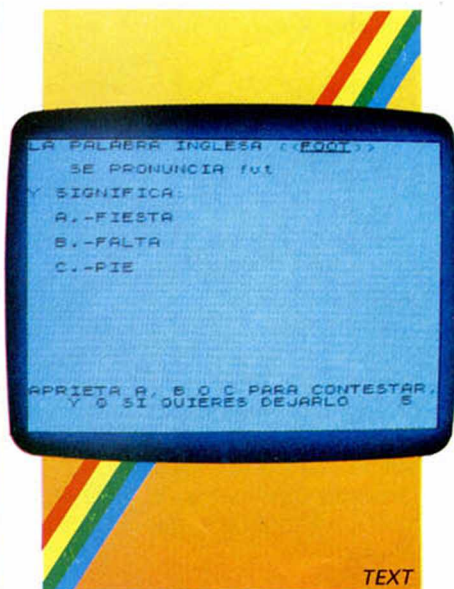 LA PALABRA INGLESA <<FOOT>>
SE PRONUNCIA fut
Y SIGNIFICA:
A.-FIESTA
B.-FALTA
C.-PIE
APRIETA A, B O C PARA CONTESTAR,
Y Q SI QUIERES DEJARLO 5
TEXT